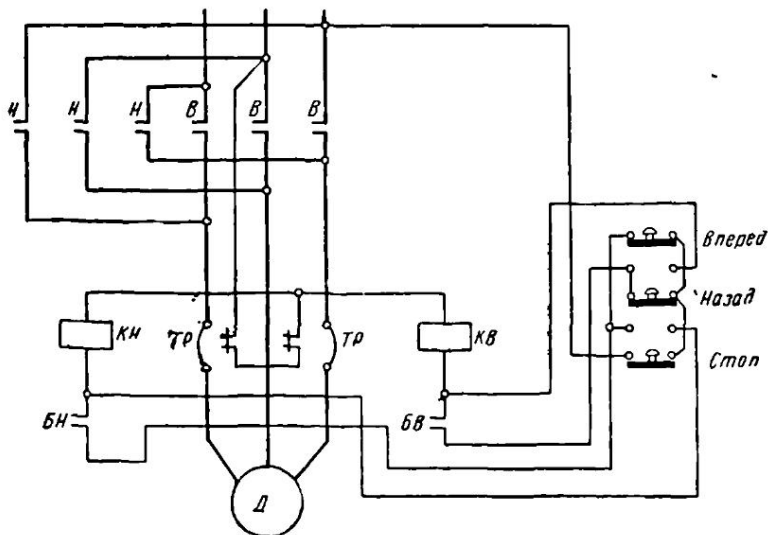 Н Н Н В В В
Вперед
Назад
Стоп
КН ТР ТР КВ
БН БВ
Д